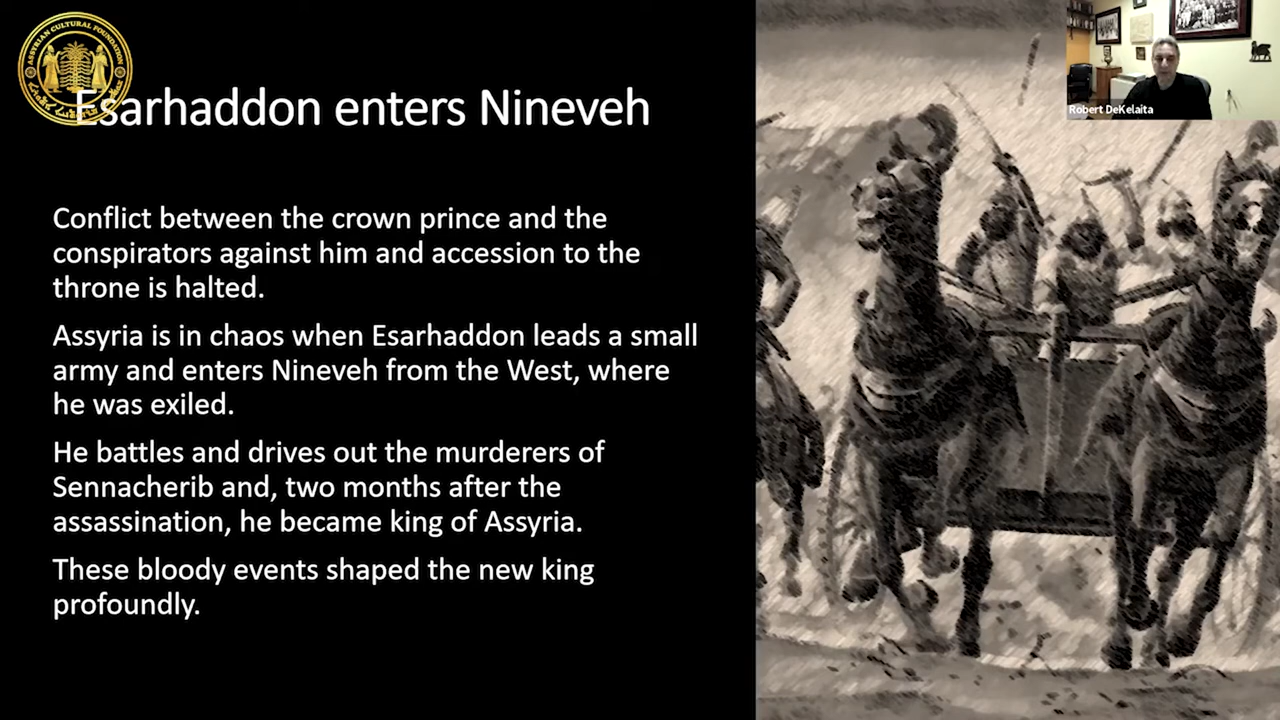 ASSYRIAN CULTURAL FOUNDATION
Esarhaddon enters Nineveh
Robert DeKelaita
Conflict between the crown prince and the
conspirators against him and accession to the
throne is halted.
Assyria is in chaos when Esarhaddon leads a small
army and enters Nineveh from the West, where
he was exiled.
He battles and drives out the murderers of
Sennacherib and, two months after the
assassination, he became king of Assyria.
These bloody events shaped the new king
profoundly.